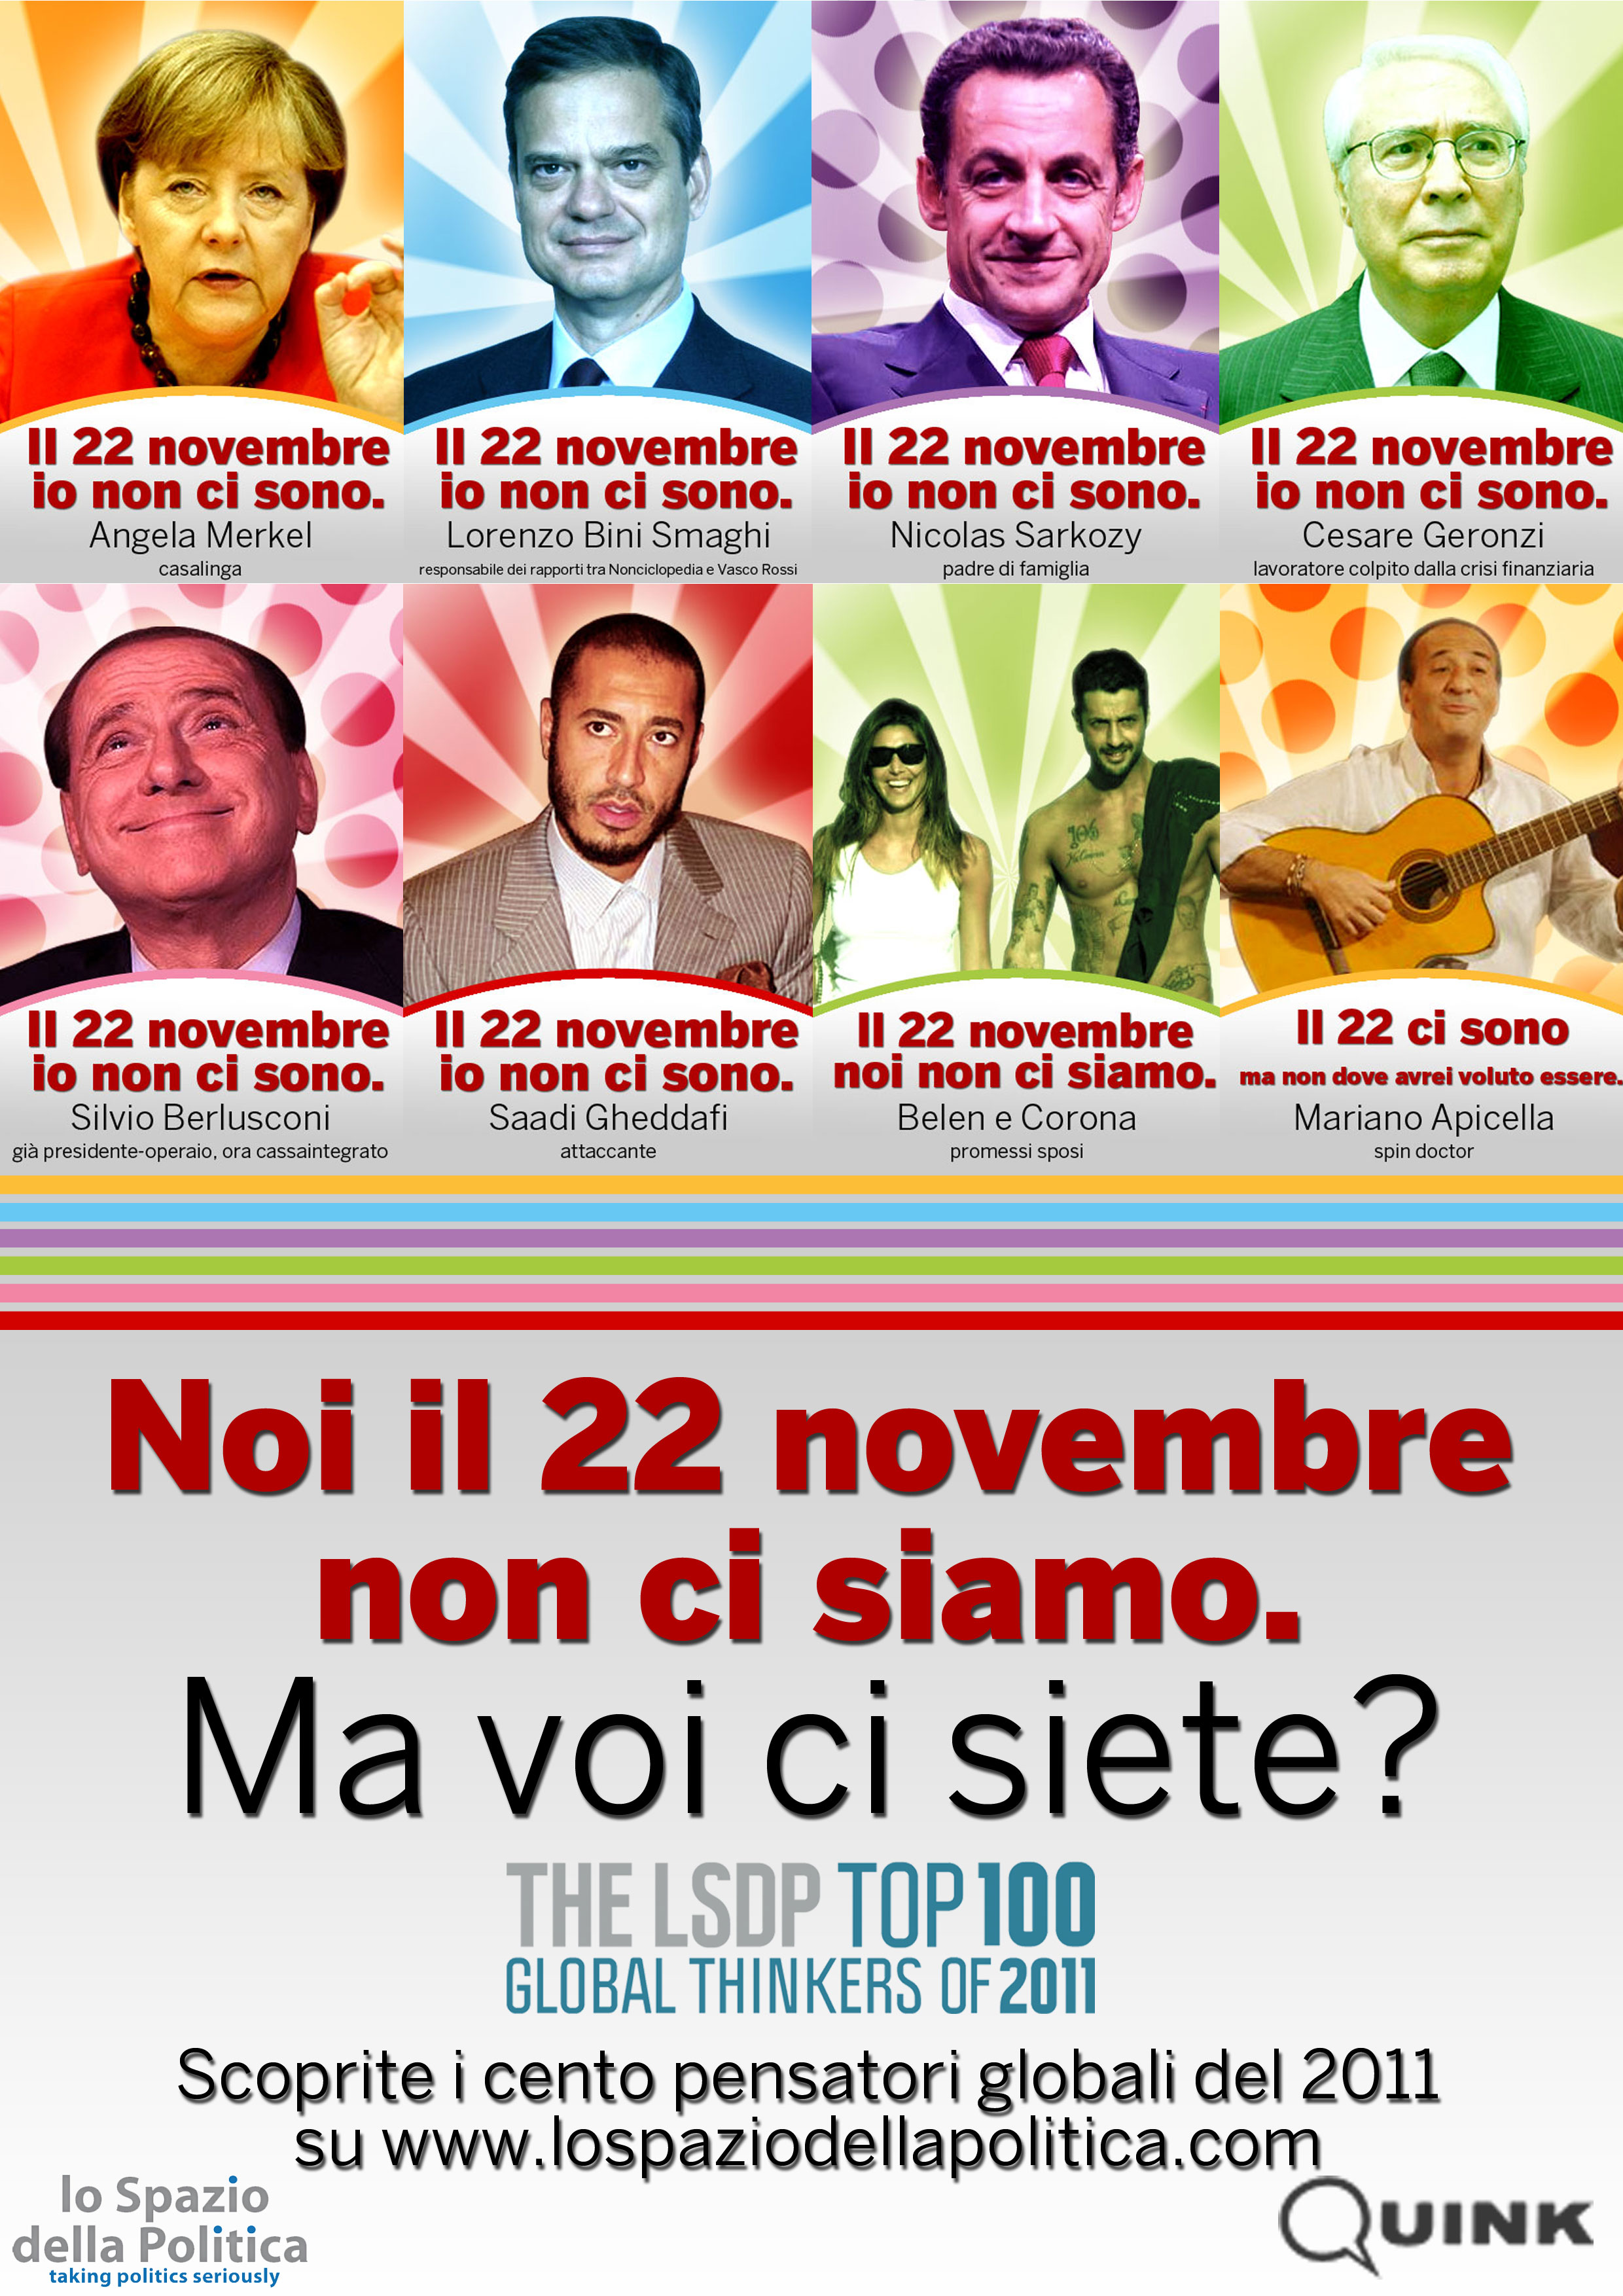 Il 22 novembre
io non ci sono.
Angela Merkel
casalinga
Il 22 novembre
io non ci sono.
Lorenzo Bini Smaghi
responsabile dei rapporti tra Nonciclopedia e Vasco Rossi
Il 22 novembre
io non ci sono.
Nicolas Sarkozy
padre di famiglia
Il 22 novembre
io non ci sono.
Cesare Geronzi
lavoratore colpito dalla crisi finanziaria
Il 22 novembre
io non ci sono.
Silvio Berlusconi
già presidente-operaio, ora cassaintegrato
Il 22 novembre
io non ci sono.
Saadi Gheddafi
attaccante
Il 22 novembre
noi non ci siamo.
Belen e Corona
promessi sposi
Il 22 ci sono
ma non dove avrei voluto essere.
Mariano Apicella
spin doctor
Noi il 22 novembre
non ci siamo.
Ma voi ci siete?
THE LSDP TOP 100
GLOBAL THINKERS OF 2011
Scoprite i cento pensatori globali del 2011
su www.lospaziodellapolitica.com
lo Spazio
della Politica
taking politics seriously
QUINK